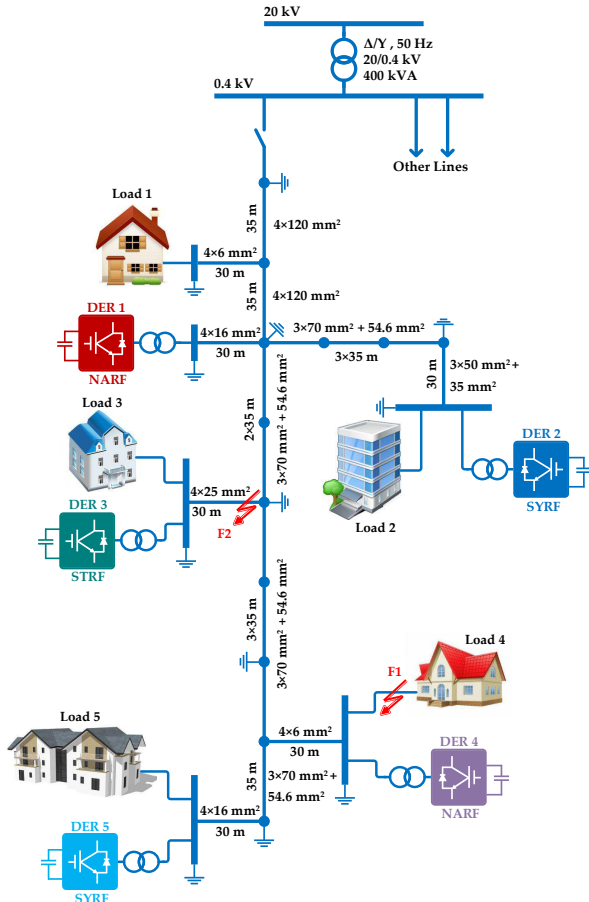 20 kV
Δ/Y , 50 Hz
20/0.4 kV
400 kVA
0.4 kV
Other Lines
Load 1
35 m
4×120 mm²
4×6 mm²
30 m
35 m
4×120 mm²
DER 1
NARF
4×16 mm²
30 m
3×70 mm² + 54.6 mm²
3×35 m
30 m
3×50 mm²+
35 mm²
Load 3
2×35 m
3×70 mm² + 54.6 mm²
Load 2
DER 2
SYRF
4×25 mm²
30 m
F2
DER 3
STRF
3×35 m
3×70 mm² + 54.6 mm²
Load 4
F1
4×6 mm²
30 m
DER 4
NARF
Load 5
35 m
3×70 mm²+
54.6 mm²
4×16 mm²
30 m
DER 5
SYRF